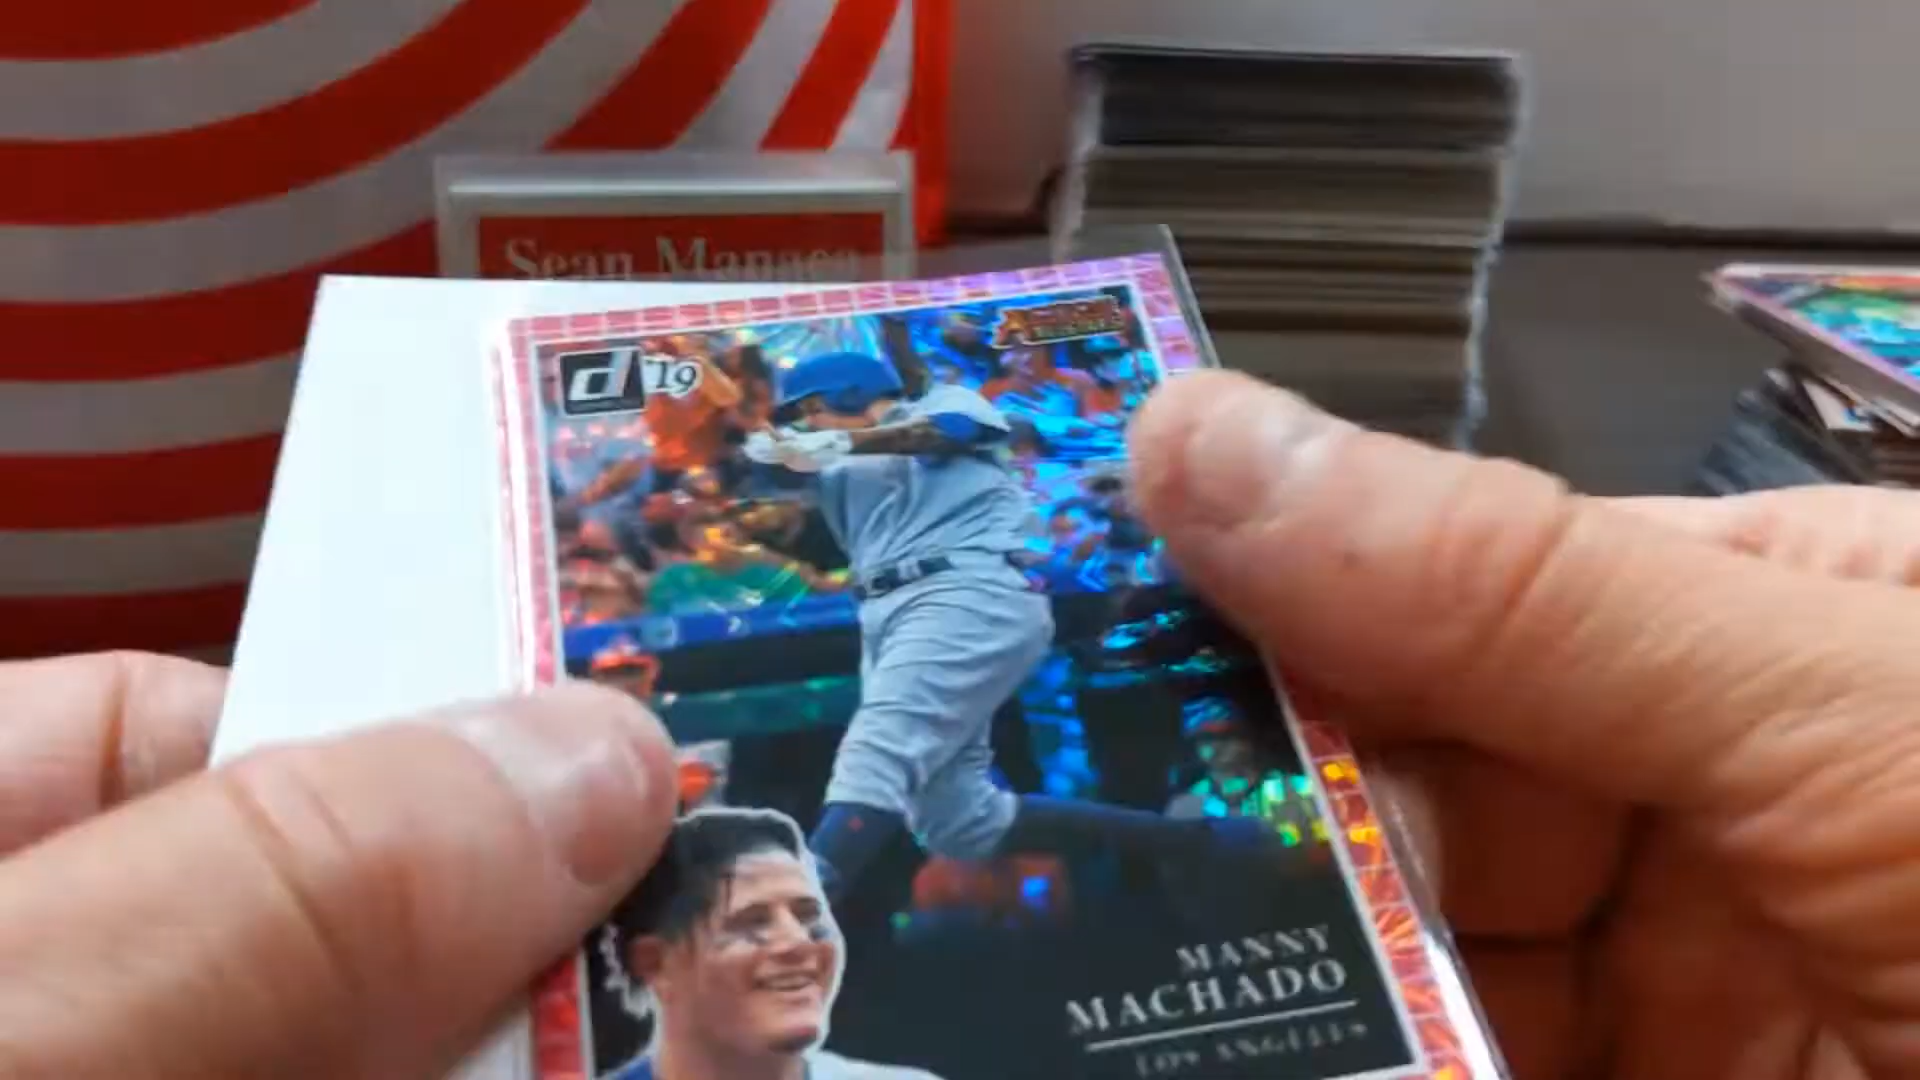 Sean Manaea
d '19
MANNY
MACHADO
LOS ANGELES